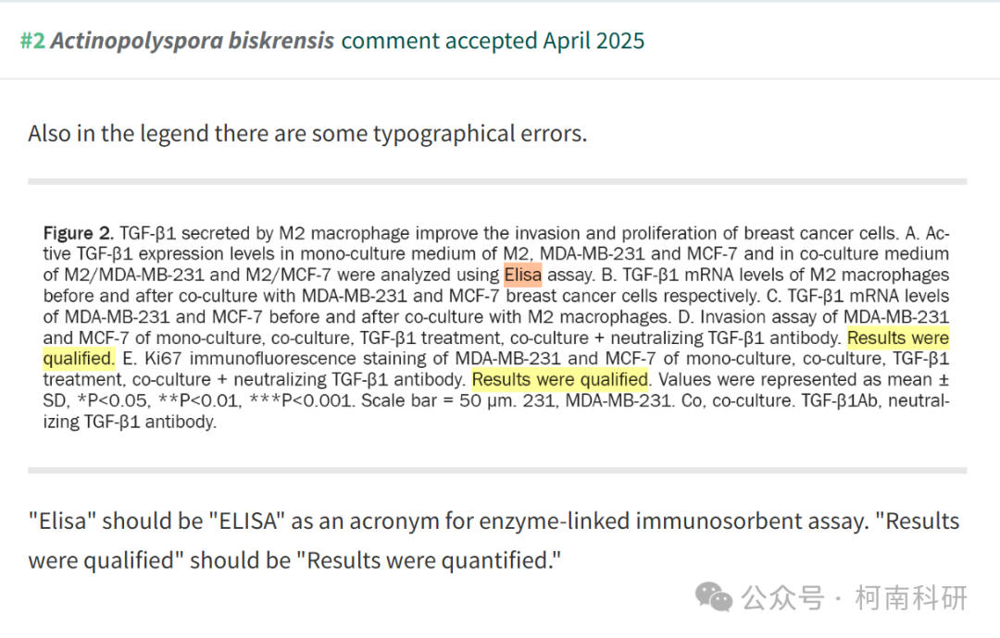 #2 Actinopolyspora biskrensis comment accepted April 2025
Also in the legend there are some typographical errors.
Figure 2. TGF-β1 secreted by M2 macrophage improve the invasion and proliferation of breast cancer cells. A. Ac-
tive TGF-β1 expression levels in mono-culture medium of M2, MDA-MB-231 and MCF-7 and in co-culture medium
of M2/MDA-MB-231 and M2/MCF-7 were analyzed using Elisa assay. B. TGF-β1 mRNA levels of M2 macrophages
before and after co-culture with MDA-MB-231 and MCF-7 breast cancer cells respectively. C. TGF-β1 mRNA levels
of MDA-MB-231 and MCF-7 before and after co-culture with M2 macrophages. D. Invasion assay of MDA-MB-231
and MCF-7 of mono-culture, co-culture, TGF-β1 treatment, co-culture + neutralizing TGF-β1 antibody. Results were
qualified. E. Ki67 immunofluorescence staining of MDA-MB-231 and MCF-7 of mono-culture, co-culture, TGF-β1
treatment, co-culture + neutralizing TGF-β1 antibody. Results were qualified. Values were represented as mean ±
SD, *P<0.05, **P<0.01, ***P<0.001. Scale bar = 50 μm. 231, MDA-MB-231. Co, co-culture. TGF-β1Ab, neutral-
izing TGF-β1 antibody.
"Elisa" should be "ELISA" as an acronym for enzyme-linked immunosorbent assay. "Results
were qualified" should be "Results were quantified."
公众号 · 柯南科研